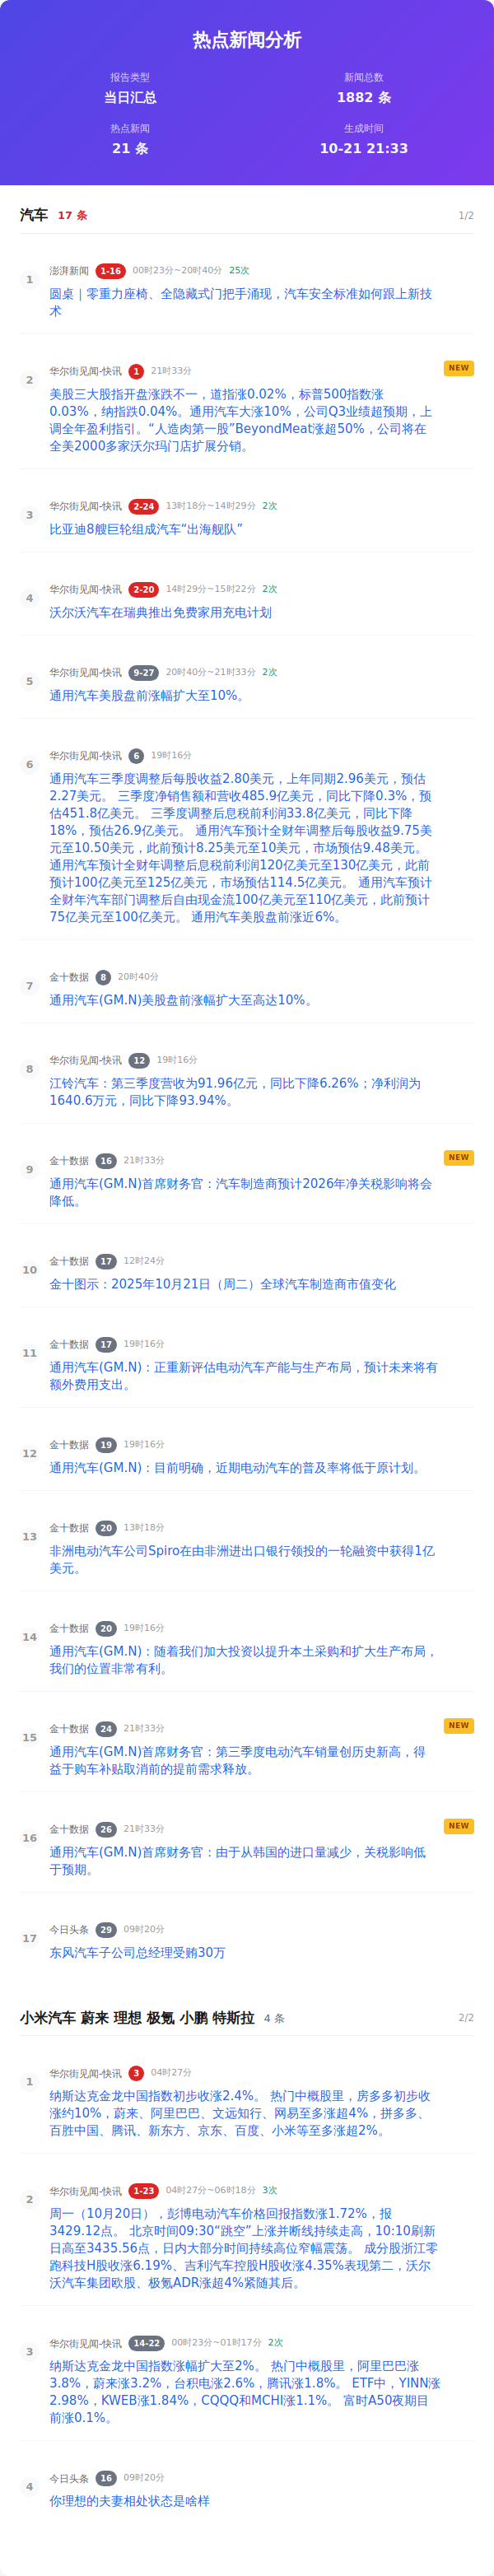 热点新闻分析
报告类型
当日汇总
新闻总数
1882 条
热点新闻
21 条
生成时间
10-21 21:33
汽车 17 条 1/2
1
澎湃新闻 1-16 00时23分~20时40分 25次
圆桌｜零重力座椅、全隐藏式门把手涌现，汽车安全标准如何跟上新技
术
2
华尔街见闻-快讯 1 21时33分 NEW
美股三大股指开盘涨跌不一，道指涨0.02%，标普500指数涨
0.03%，纳指跌0.04%。通用汽车大涨10%，公司Q3业绩超预期，上
调全年盈利指引。“人造肉第一股”BeyondMeat涨超50%，公司将在
全美2000多家沃尔玛门店扩展分销。
3
华尔街见闻-快讯 2-24 13时18分~14时29分 2次
比亚迪8艘巨轮组成汽车“出海舰队”
4
华尔街见闻-快讯 2-20 14时29分~15时22分 2次
沃尔沃汽车在瑞典推出免费家用充电计划
5
华尔街见闻-快讯 9-27 20时40分~21时33分 2次
通用汽车美股盘前涨幅扩大至10%。
6
华尔街见闻-快讯 6 19时16分
通用汽车三季度调整后每股收益2.80美元，上年同期2.96美元，预估
2.27美元。 三季度净销售额和营收485.9亿美元，同比下降0.3%，预
估451.8亿美元。 三季度调整后息税前利润33.8亿美元，同比下降
18%，预估26.9亿美元。 通用汽车预计全财年调整后每股收益9.75美
元至10.50美元，此前预计8.25美元至10美元，市场预估9.48美元。
通用汽车预计全财年调整后息税前利润120亿美元至130亿美元，此前
预计100亿美元至125亿美元，市场预估114.5亿美元。 通用汽车预计
全财年汽车部门调整后自由现金流100亿美元至110亿美元，此前预计
75亿美元至100亿美元。 通用汽车美股盘前涨近6%。
7
金十数据 8 20时40分
通用汽车(GM.N)美股盘前涨幅扩大至高达10%。
8
华尔街见闻-快讯 12 19时16分
江铃汽车：第三季度营收为91.96亿元，同比下降6.26%；净利润为
1640.6万元，同比下降93.94%。
9
金十数据 16 21时33分 NEW
通用汽车(GM.N)首席财务官：汽车制造商预计2026年净关税影响将会
降低。
10
金十数据 17 12时24分
金十图示：2025年10月21日（周二）全球汽车制造商市值变化
11
金十数据 17 19时16分
通用汽车(GM.N)：正重新评估电动汽车产能与生产布局，预计未来将有
额外费用支出。
12
金十数据 19 19时16分
通用汽车(GM.N)：目前明确，近期电动汽车的普及率将低于原计划。
13
金十数据 20 13时18分
非洲电动汽车公司Spiro在由非洲进出口银行领投的一轮融资中获得1亿
美元。
14
金十数据 20 19时16分
通用汽车(GM.N)：随着我们加大投资以提升本土采购和扩大生产布局，
我们的位置非常有利。
15
金十数据 24 21时33分 NEW
通用汽车(GM.N)首席财务官：第三季度电动汽车销量创历史新高，得
益于购车补贴取消前的提前需求释放。
16
金十数据 26 21时33分 NEW
通用汽车(GM.N)首席财务官：由于从韩国的进口量减少，关税影响低
于预期。
17
今日头条 29 09时20分
东风汽车子公司总经理受贿30万
小米汽车 蔚来 理想 极氪 小鹏 特斯拉 4 条 2/2
1
华尔街见闻-快讯 3 04时27分
纳斯达克金龙中国指数初步收涨2.4%。 热门中概股里，房多多初步收
涨约10%，蔚来、阿里巴巴、文远知行、网易至多涨超4%，拼多多、
百胜中国、腾讯、新东方、京东、百度、小米等至多涨超2%。
2
华尔街见闻-快讯 1-23 04时27分~06时18分 3次
周一（10月20日），彭博电动汽车价格回报指数涨1.72%，报
3429.12点。 北京时间09:30“跳空”上涨并断线持续走高，10:10刷新
日高至3435.56点，日内大部分时间持续高位窄幅震荡。 成分股浙江零
跑科技H股收涨6.19%、吉利汽车控股H股收涨4.35%表现第二，沃尔
沃汽车集团欧股、极氪ADR涨超4%紧随其后。
3
华尔街见闻-快讯 14-22 00时23分~01时17分 2次
纳斯达克金龙中国指数涨幅扩大至2%。 热门中概股里，阿里巴巴涨
3.8%，蔚来涨3.2%，台积电涨2.6%，腾讯涨1.8%。 ETF中，YINN涨
2.98%，KWEB涨1.84%，CQQQ和MCHI涨1.1%。 富时A50夜期目
前涨0.1%。
4
今日头条 16 09时20分
你理想的夫妻相处状态是啥样